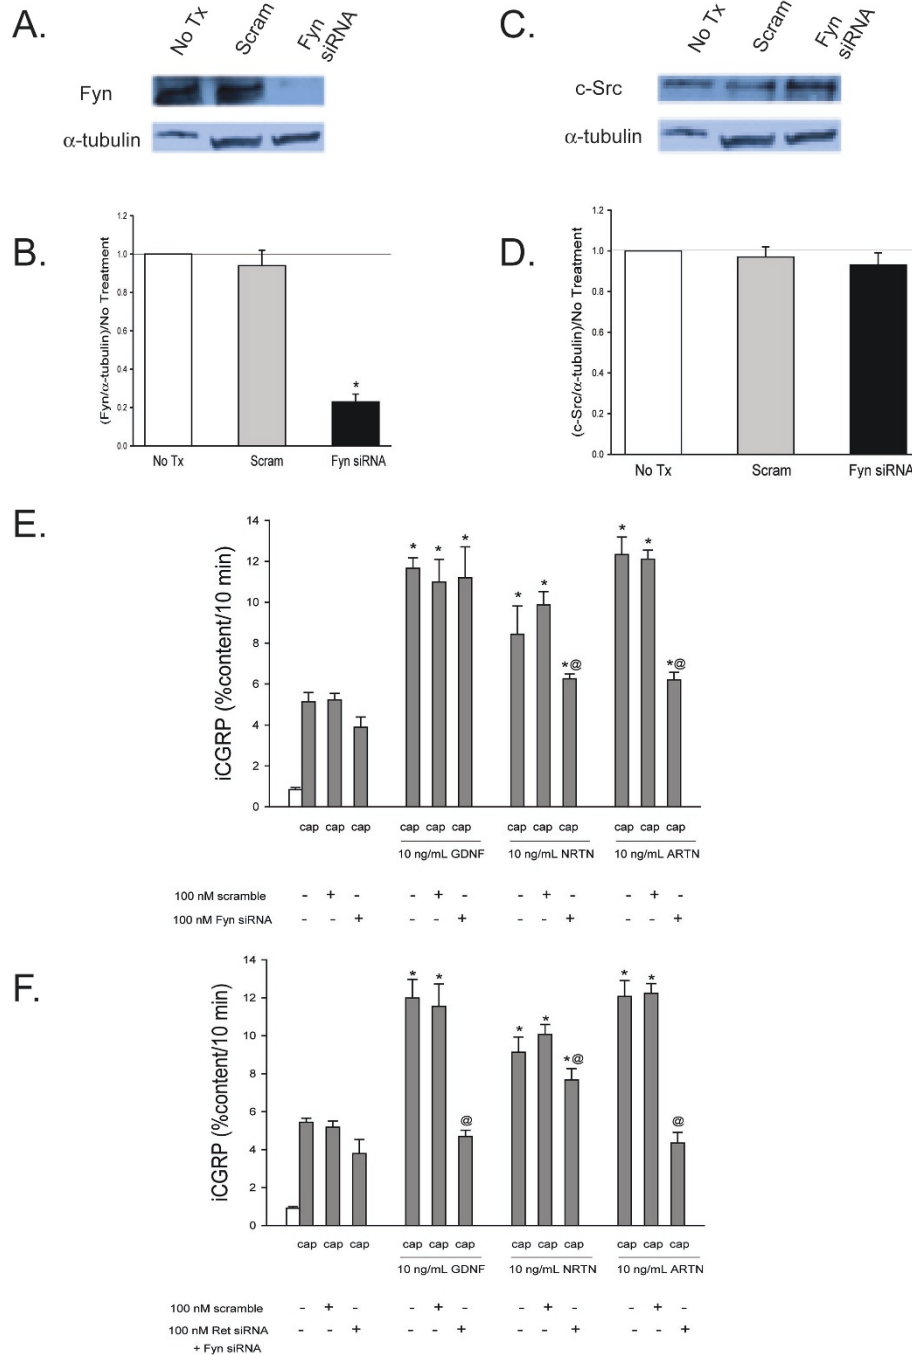 A.
No Tx Scram Fyn siRNA
Fyn
α-tubulin
C.
No Tx Scram Fyn siRNA
c-Src
α-tubulin
B.
(Fyn/α-tubulin)/No Treatment
1.2
1.0
0.8
0.6
0.4
0.2
0.0
*
No Tx Scram Fyn siRNA
D.
(c-Src/α-tubulin)/No Treatment
1.2
1.0
0.8
0.6
0.4
0.2
0.0
No Tx Scram Fyn siRNA
E.
iCGRP (%content/10 min)
14
12
10
8
6
4
2
0
* * * * * *@ * * *@
cap cap cap cap cap cap cap cap cap cap cap cap
10 ng/mL GDNF 10 ng/mL NRTN 10 ng/mL ARTN
100 nM scramble - + - - + - - + - - + -
100 nM Fyn siRNA - - + - - + - - + - - +
F.
iCGRP (%content/10 min)
14
12
10
8
6
4
2
0
* * @ * * *@ * * @
cap cap cap cap cap cap cap cap cap cap cap cap
10 ng/mL GDNF 10 ng/mL NRTN 10 ng/mL ARTN
100 nM scramble - + - - + - - + - - + -
100 nM Ret siRNA - - + - - + - - + - - +
+ Fyn siRNA